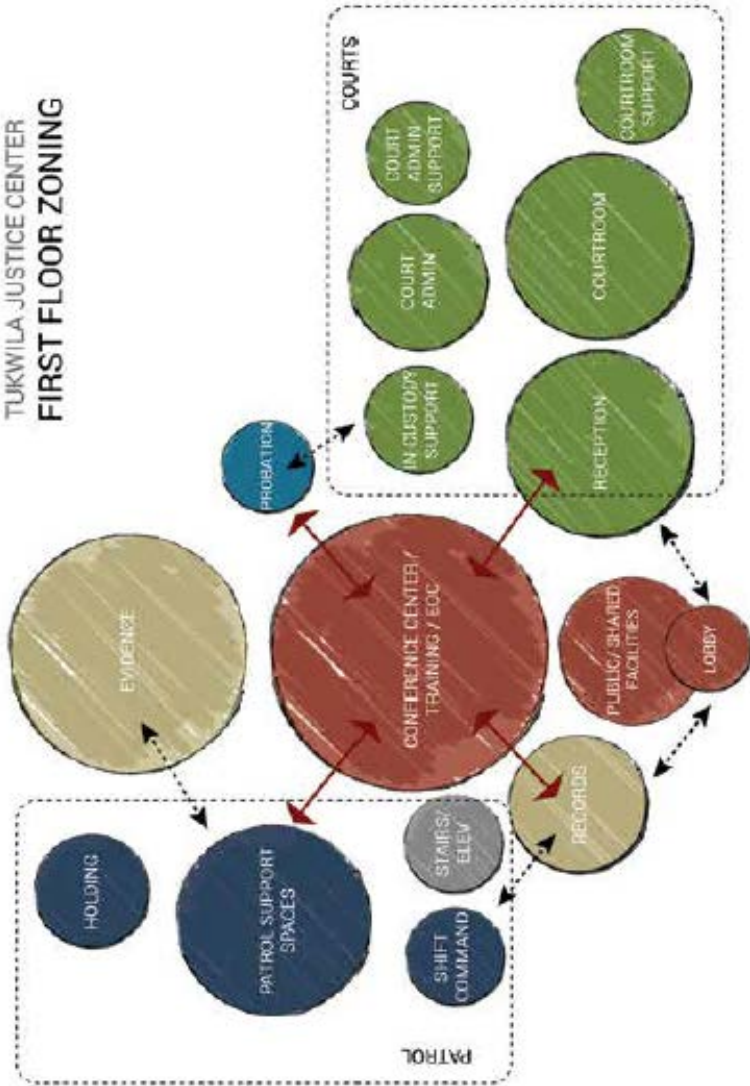 TUKWILA JUSTICE CENTER
FIRST FLOOR ZONING
PATROL
HOLDING
PATROL SUPPORT
SPACES
SHIFT
COMMAND
STAIRS/
ELEV
EVIDENCE
CONFERENCE CENTER /
TRAINING / EOC
RECORDS
PUBLIC / SHARED
FACILITIES
LOBBY
PROBATION
COURTS
IN CUSTODY
SUPPORT
COURT
ADMIN
COURT
ADMIN
SUPPORT
RECEPTION
COURTROOM
COURTROOM
SUPPORT